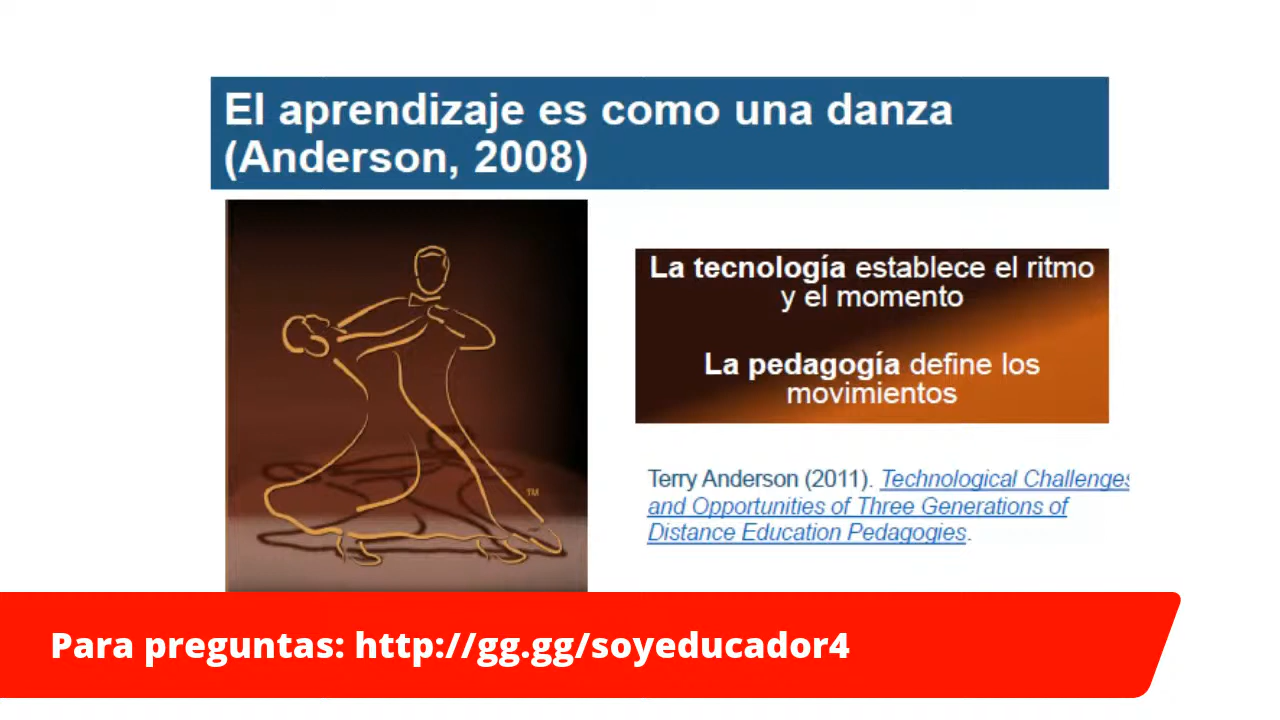 El aprendizaje es como una danza
(Anderson, 2008)
La tecnología establece el ritmo
y el momento
La pedagogía define los
movimientos
TM
Terry Anderson (2011). Technological Challenges
and Opportunities of Three Generations of
Distance Education Pedagogies.
Para preguntas: http://gg.gg/soyeducador4